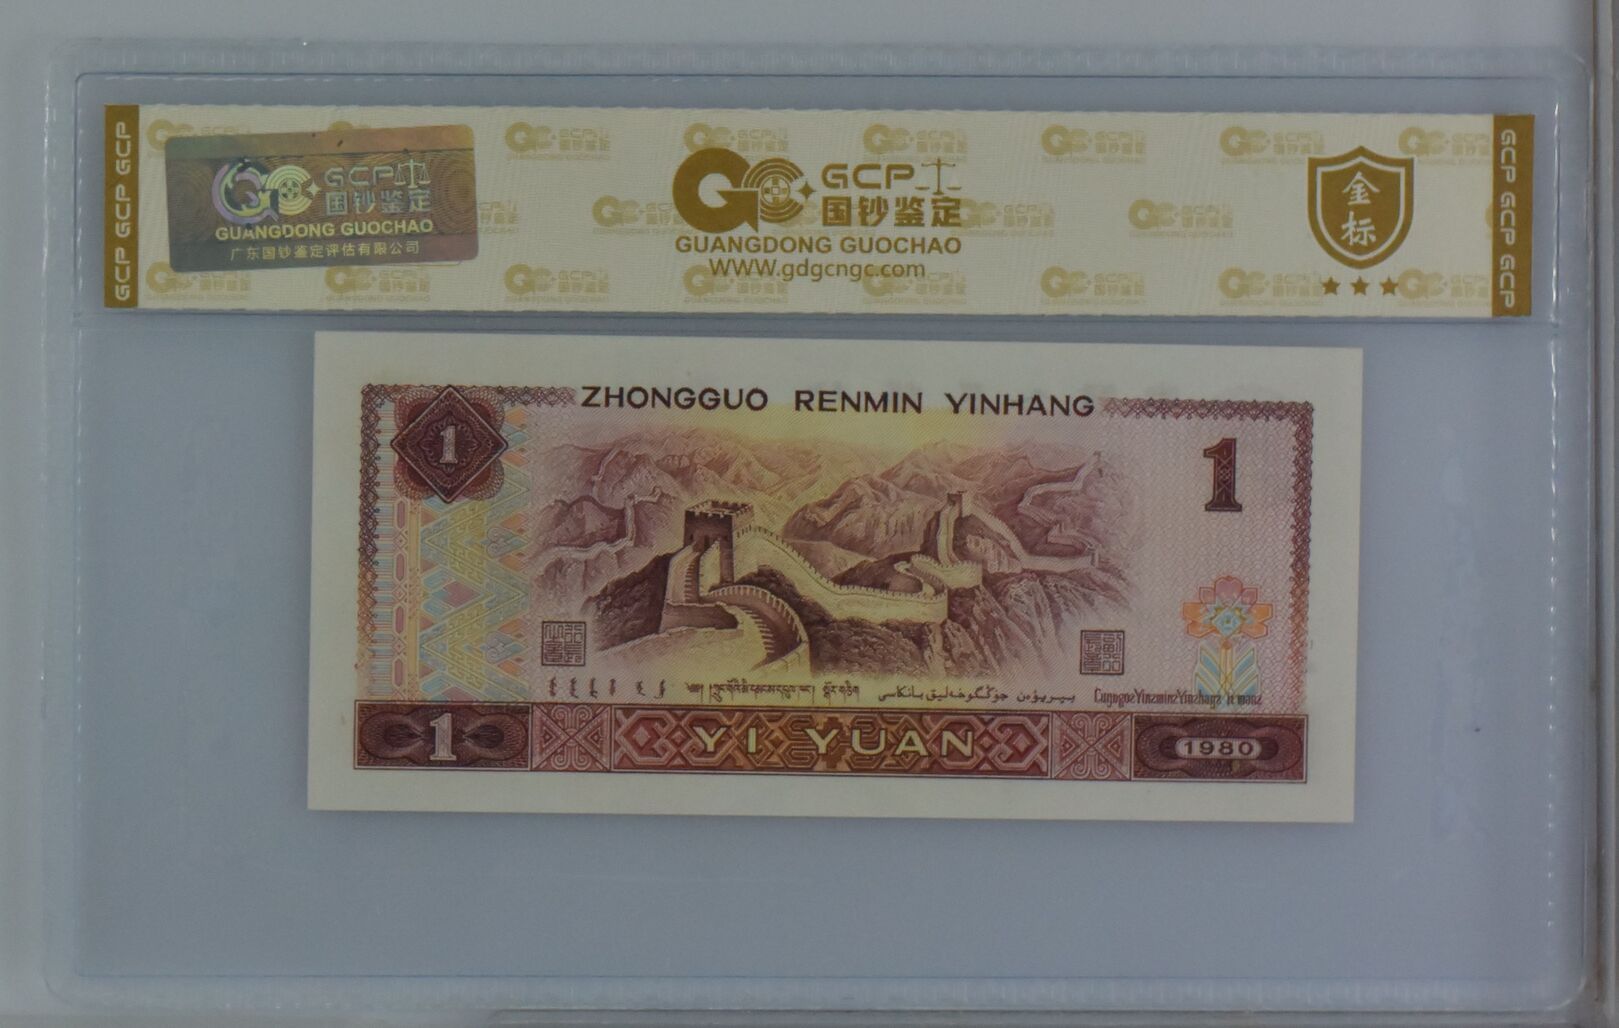 GCP GCP GCP
GCP
国钞鉴定
GUANGDONG GUOCHAO
广东国钞鉴定评估有限公司
GCP
国钞鉴定
GUANGDONG GUOCHAO
WWW.gdgcngc.com
金
标
GCP GCP GCP
ZHONGGUO RENMIN YINHANG
1
1
1
YI YUAN
1980